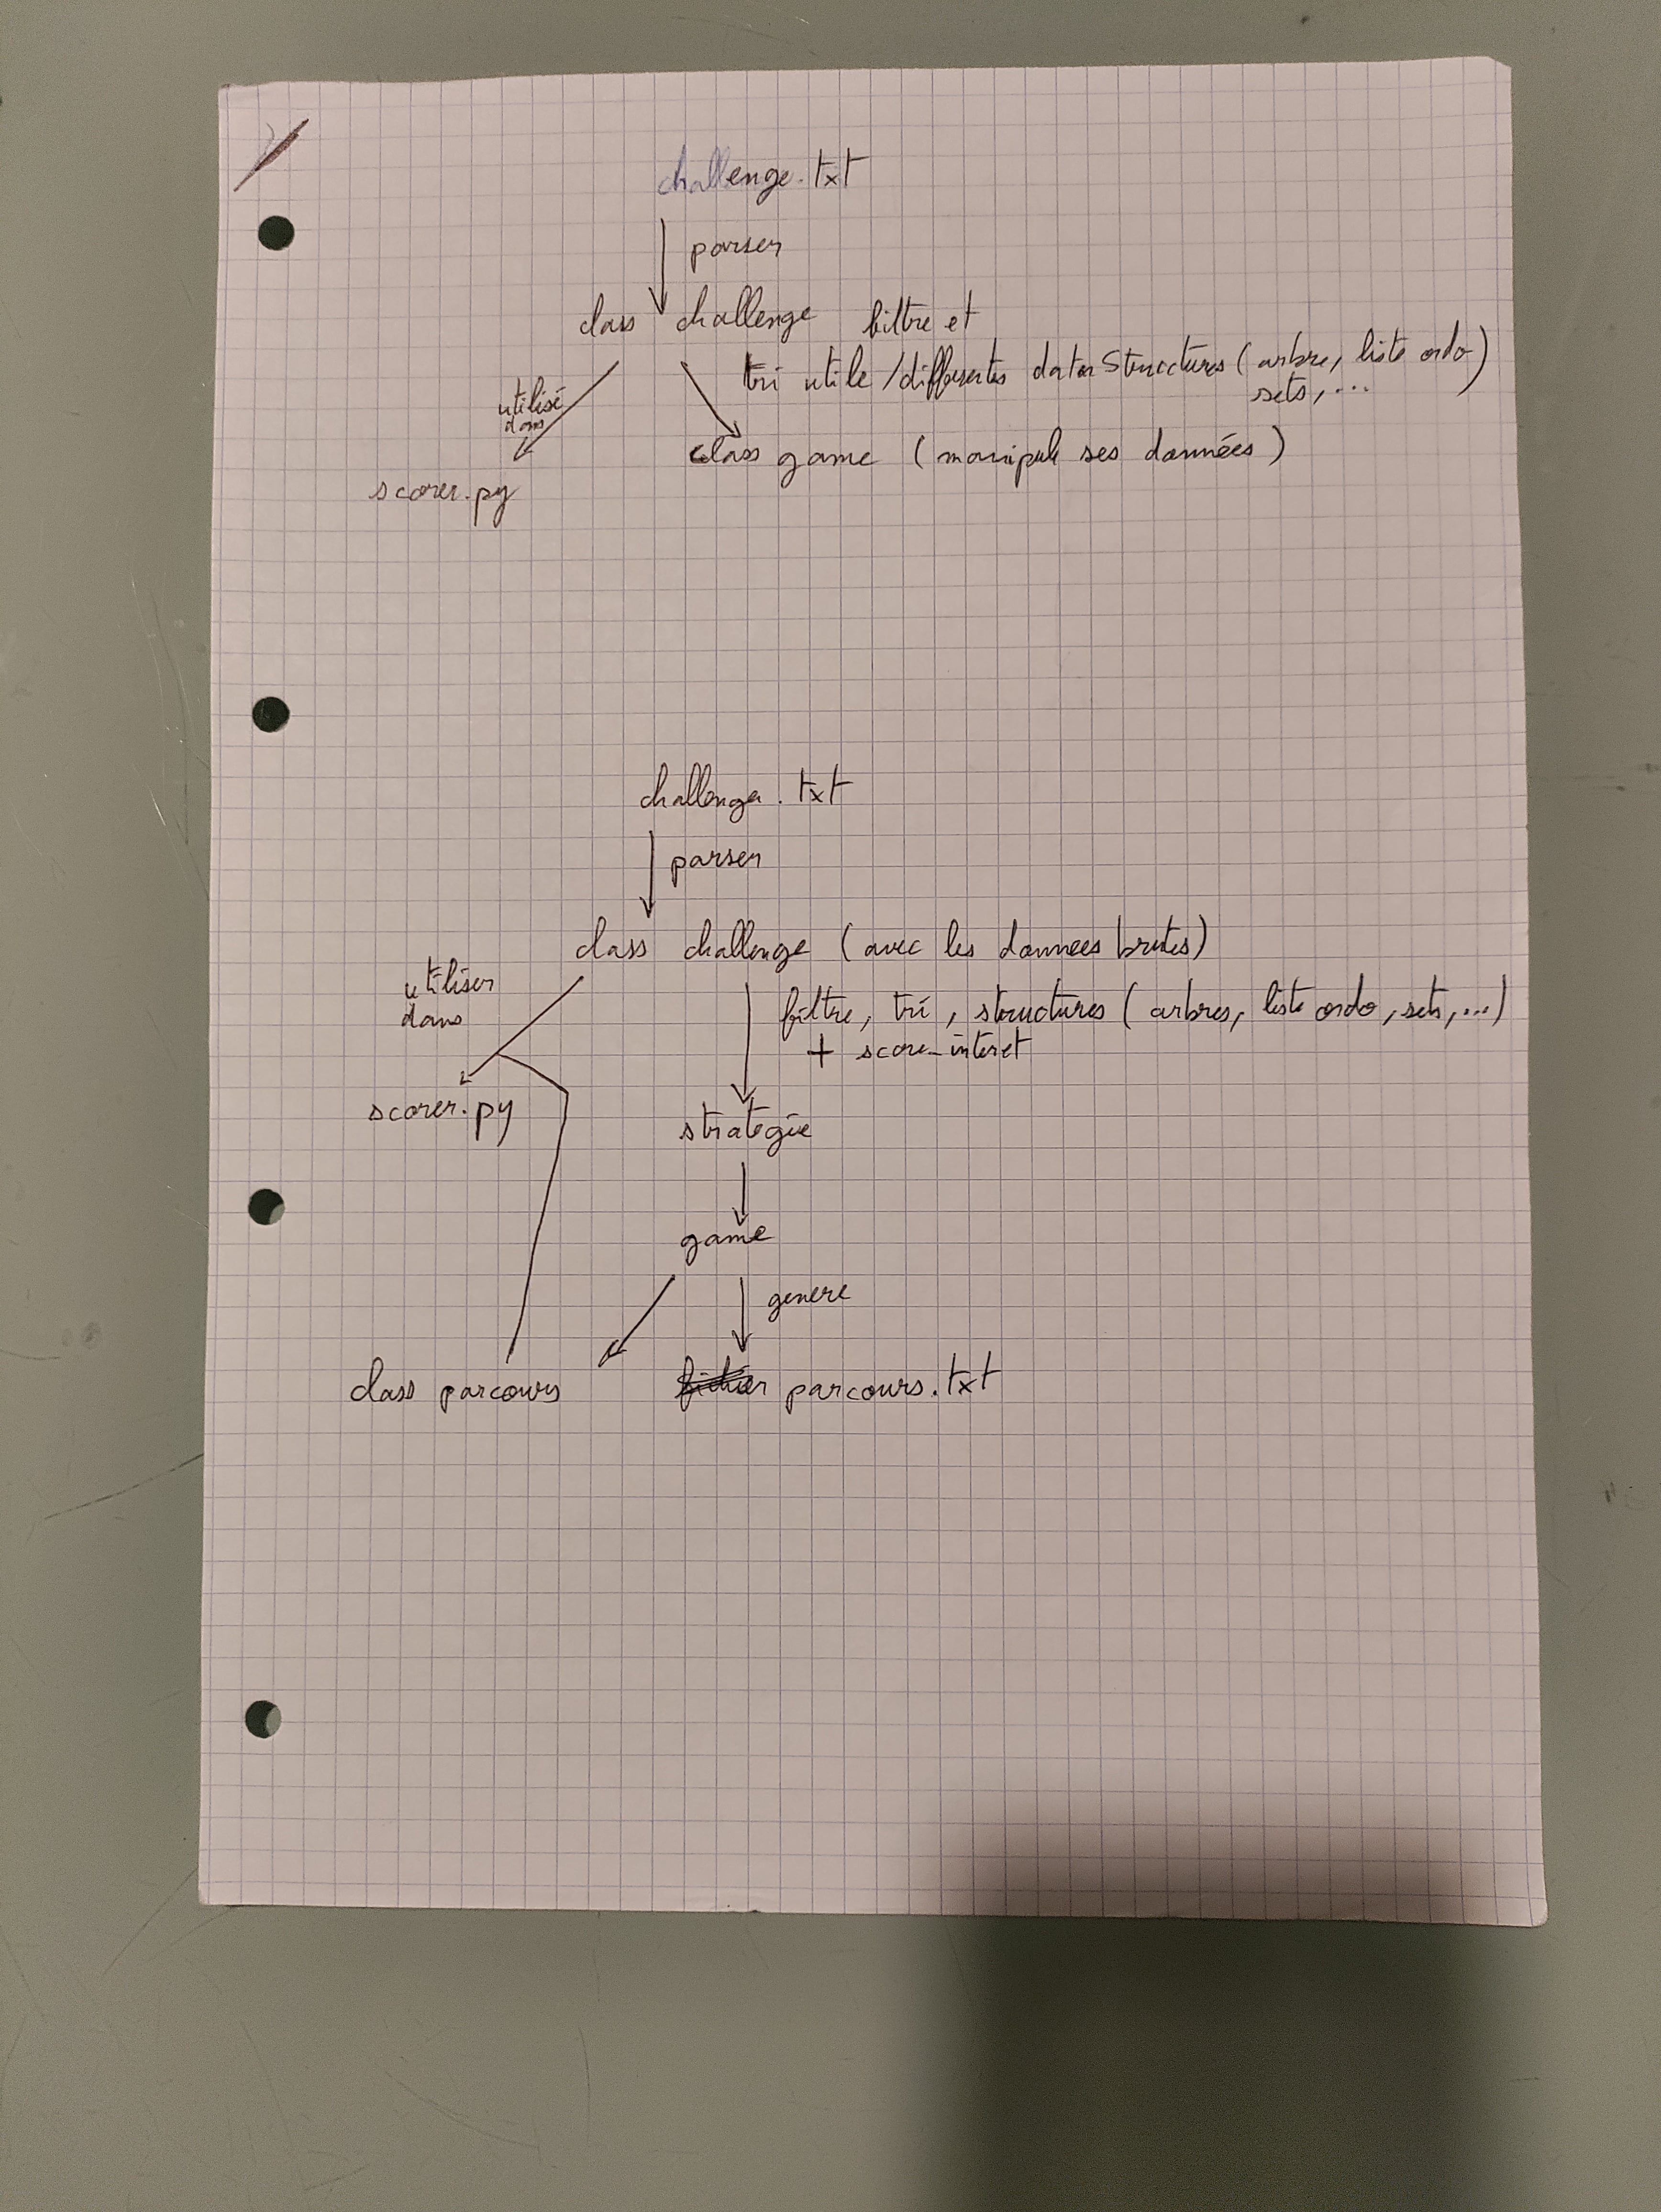 challenge.txt
parser
class challenge filtre et
tri utile / differentes data Structures (arbre, liste ordo
sets, ...)
utilisé
dans
class game (manipule ses données)
scorer.py
challenge.txt
parser
class challenge (avec les donnees brutes)
utiliser
dans
filtre, tri, structures (arbres, liste ordo, sets, ...)
+ score_interet
scorer.py
strategie
game
genere
class parcours
fichier parcours.txt